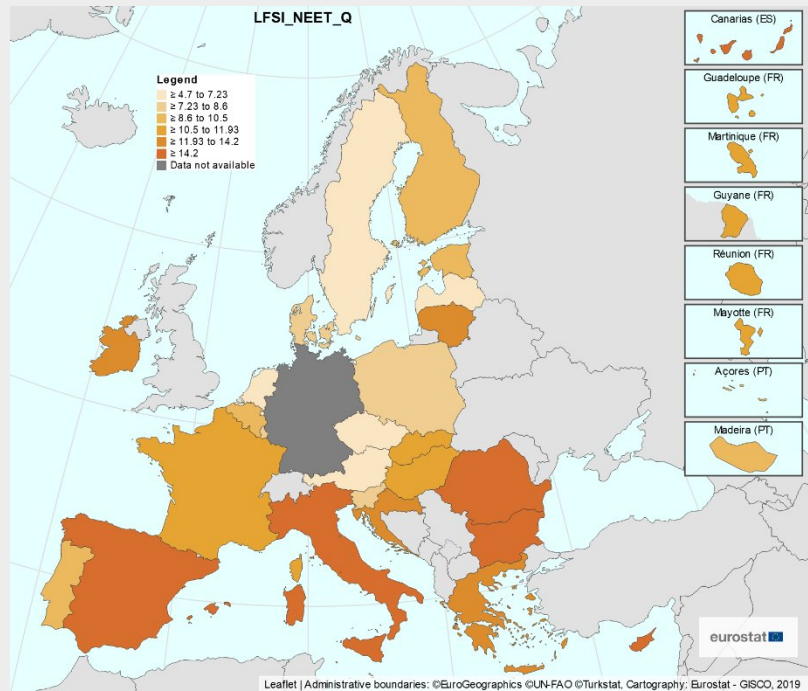 LFSI_NEET_Q
Legend
≥ 4.7 to 7.23
≥ 7.23 to 8.6
≥ 8.6 to 10.5
≥ 10.5 to 11.93
≥ 11.93 to 14.2
≥ 14.2
Data not available
Canarias (ES)
Guadeloupe (FR)
Martinique (FR)
Guyane (FR)
Réunion (FR)
Mayotte (FR)
Açores (PT)
Madeira (PT)
eurostat
Leaflet | Administrative boundaries: ©EuroGeographics ©UN-FAO ©Turkstat, Cartography: Eurostat - GISCO, 2019